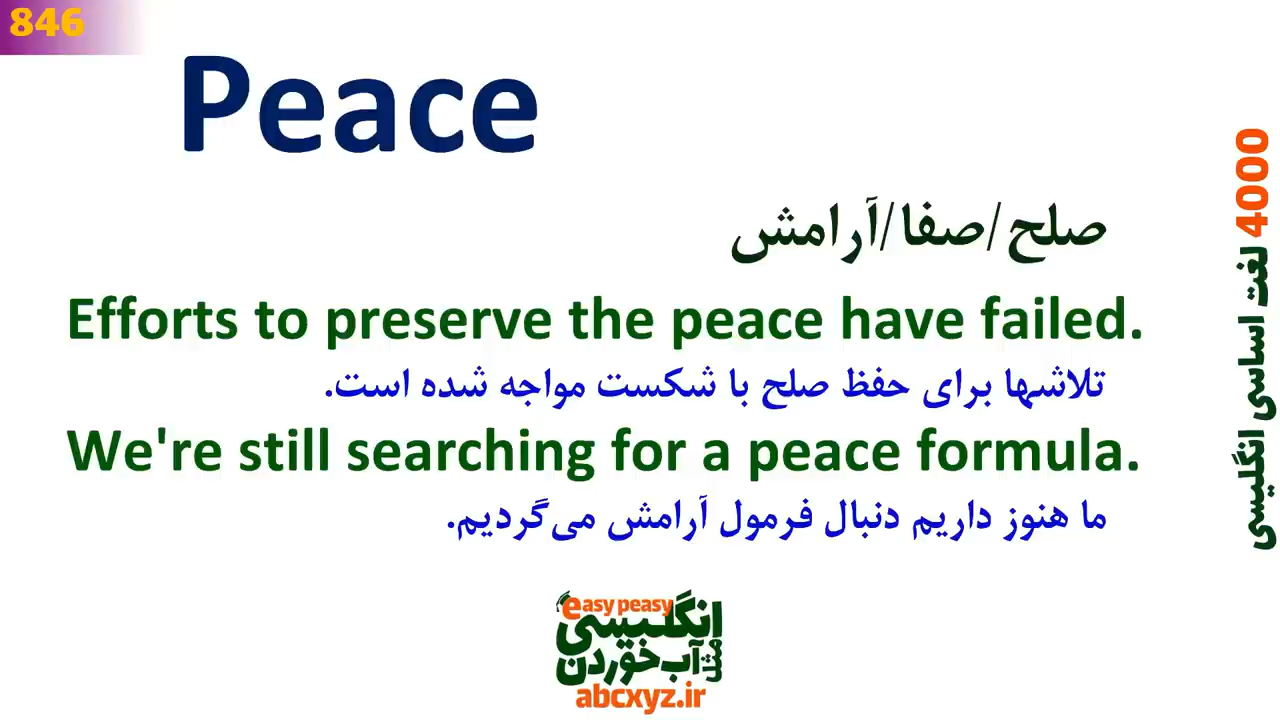 846
Peace
صلح/صفا/آرامش
Efforts to preserve the peace have failed.
تلاشها برای حفظ صلح با شکست مواجه شده است.
We're still searching for a peace formula.
ما هنوز داریم دنبال فرمول آرامش می‌گردیم.
4000 لغت اساسی انگلیسی
easy peasy
انگلیسی
مثل آب خوردن
abcxyz.ir